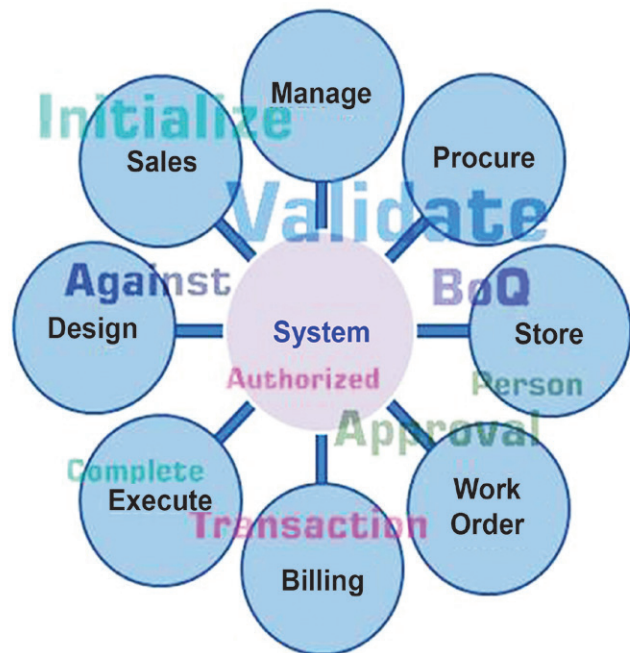 Manage
Initialize
Sales
Procure
Validate
Against
BoQ
Design
System
Store
Authorized
Person
Approval
Complete
Execute
Work
Order
Transaction
Billing